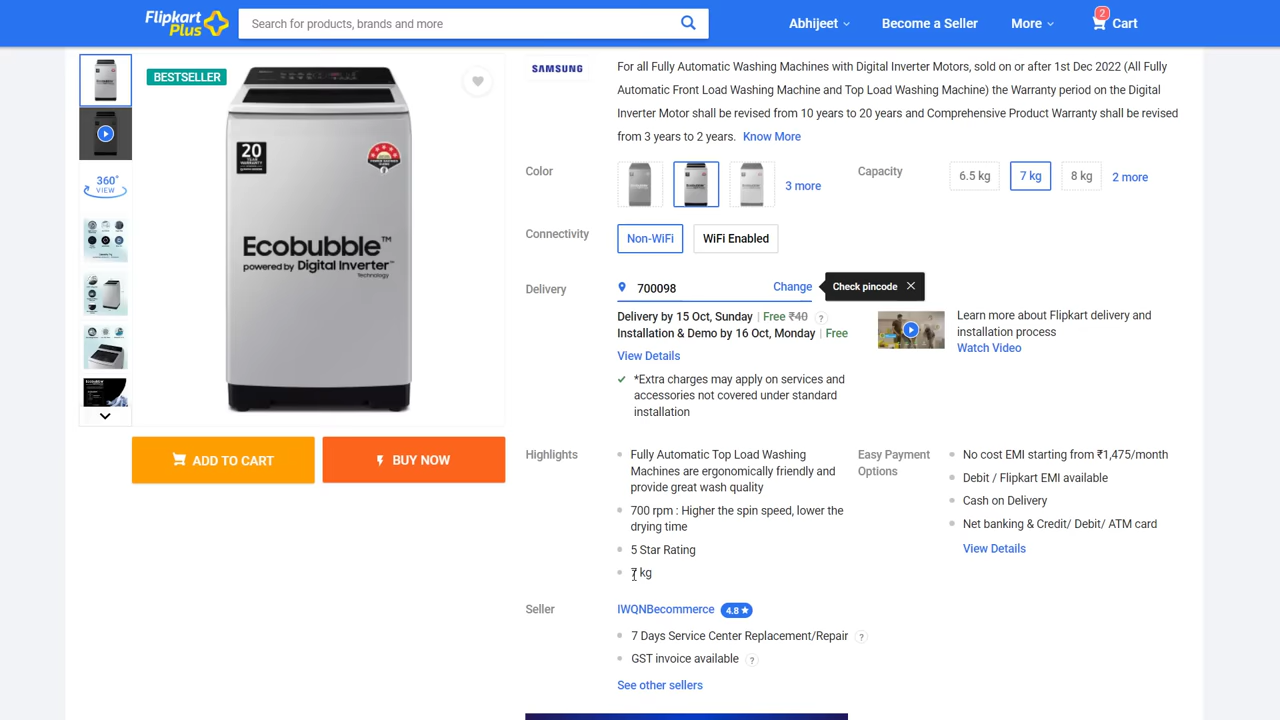 Flipkart
Plus
Search for products, brands and more
Abhijeet
Become a Seller
More
2
Cart
BESTSELLER
360°
VIEW
20
Ecobubble™
powered by Digital Inverter™
Technology
ADD TO CART
BUY NOW
SAMSUNG
For all Fully Automatic Washing Machines with Digital Inverter Motors, sold on or after 1st Dec 2022 (All Fully
Automatic Front Load Washing Machine and Top Load Washing Machine) the Warranty period on the Digital
Inverter Motor shall be revised from 10 years to 20 years and Comprehensive Product Warranty shall be revised
from 3 years to 2 years. Know More
Color
3 more
Capacity
6.5 kg
7 kg
8 kg
2 more
Connectivity
Non-WiFi
WiFi Enabled
Delivery
700098
Change
Check pincode
Delivery by 15 Oct, Sunday | Free ₹40 ?
Installation & Demo by 16 Oct, Monday | Free
View Details
*Extra charges may apply on services and
accessories not covered under standard
installation
Learn more about Flipkart delivery and
installation process
Watch Video
Highlights
Fully Automatic Top Load Washing
Machines are ergonomically friendly and
provide great wash quality
700 rpm : Higher the spin speed, lower the
drying time
5 Star Rating
7 kg
Easy Payment
Options
No cost EMI starting from ₹1,475/month
Debit / Flipkart EMI available
Cash on Delivery
Net banking & Credit/ Debit/ ATM card
View Details
Seller
IWQNBecommerce
4.8
7 Days Service Center Replacement/Repair ?
GST invoice available ?
See other sellers